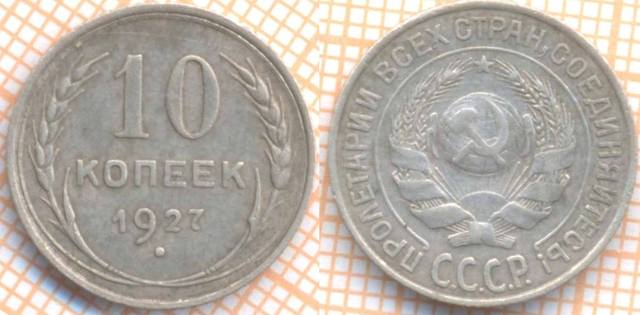 10
КОПЕЕК
1927
ПРОЛЕТАРИИ ВСЕХ СТРАН, СОЕДИНЯЙТЕСЬ!
С.С.С.Р.